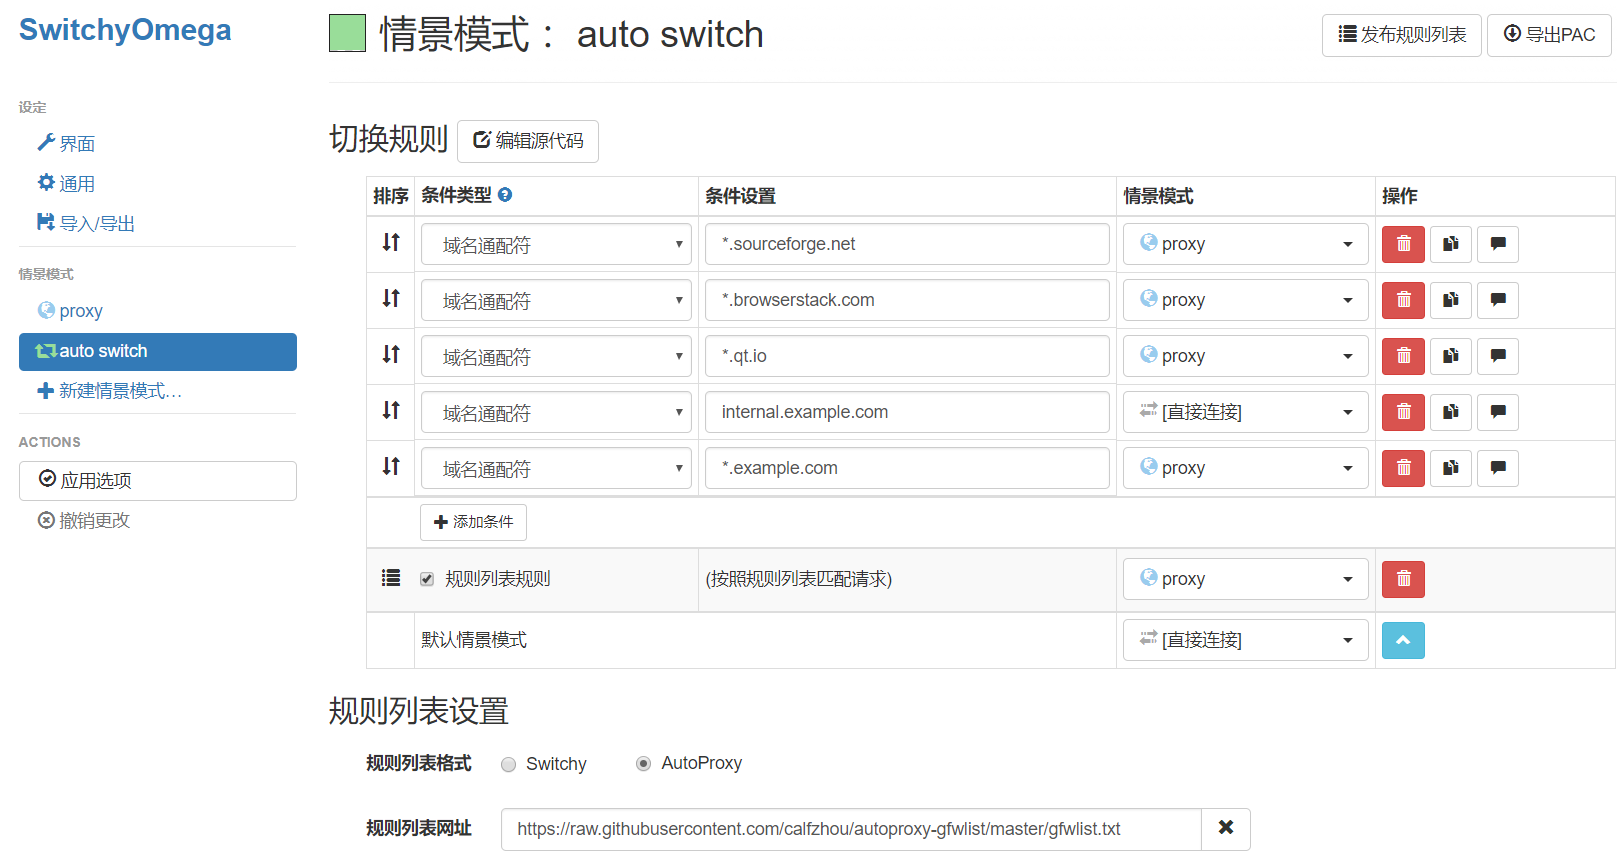 SwitchyOmega
设定
界面
通用
导入/导出
情景模式
proxy
auto switch
新建情景模式…
ACTIONS
应用选项
撤销更改
情景模式： auto switch
发布规则列表 导出PAC
切换规则 编辑源代码
排序 条件类型 条件设置 情景模式 操作
域名通配符 *.sourceforge.net proxy
域名通配符 *.browserstack.com proxy
域名通配符 *.qt.io proxy
域名通配符 internal.example.com [直接连接]
域名通配符 *.example.com proxy
添加条件
规则列表规则 (按照规则列表匹配请求) proxy
默认情景模式 [直接连接]
规则列表设置
规则列表格式 Switchy AutoProxy
规则列表网址 https://raw.githubusercontent.com/calfzhou/autoproxy-gfwlist/master/gfwlist.txt